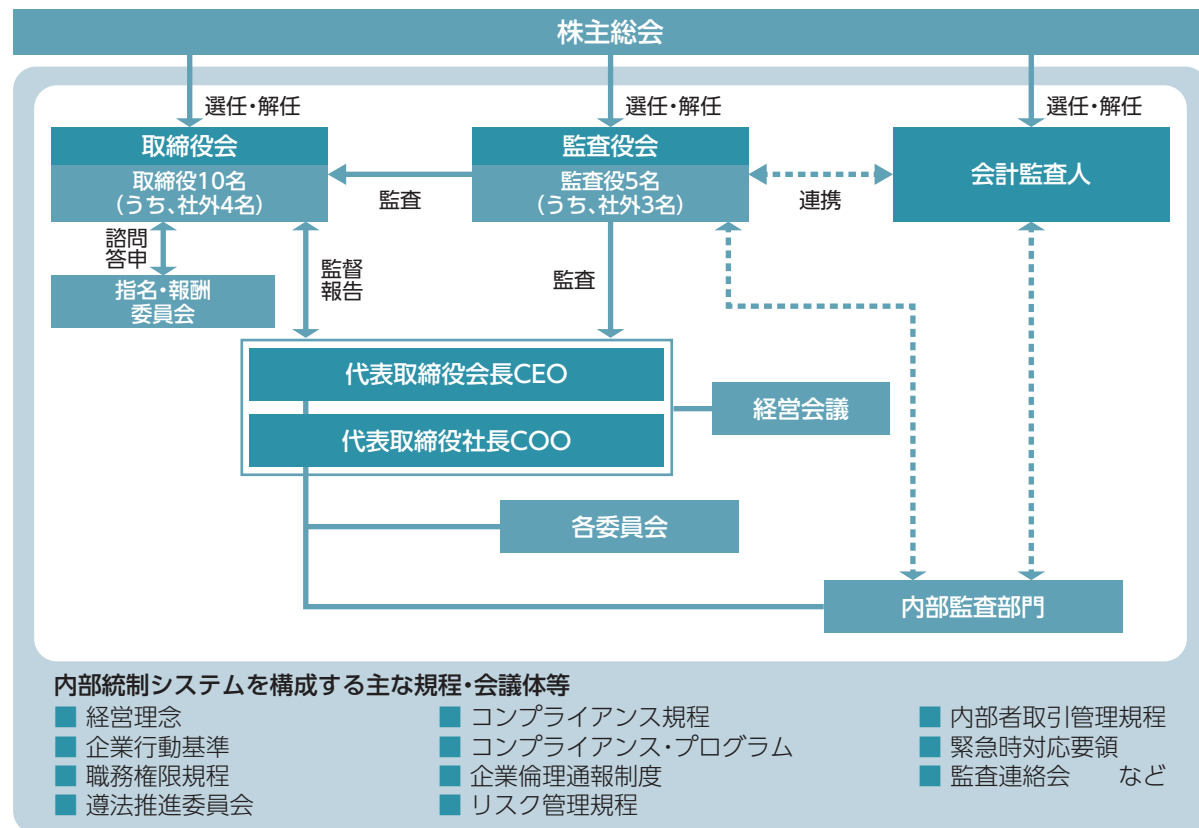 株主総会
選任・解任
選任・解任
選任・解任
取締役会
取締役10名
(うち、社外4名)
監査
監査役会
監査役5名
(うち、社外3名)
連携
会計監査人
諮問
答申
指名・報酬
委員会
監督
報告
監査
代表取締役会長CEO
代表取締役社長COO
経営会議
各委員会
内部監査部門
内部統制システムを構成する主な規程・会議体等
経営理念
企業行動基準
職務権限規程
遵法推進委員会
コンプライアンス規程
コンプライアンス・プログラム
企業倫理通報制度
リスク管理規程
内部者取引管理規程
緊急時対応要領
監査連絡会 など